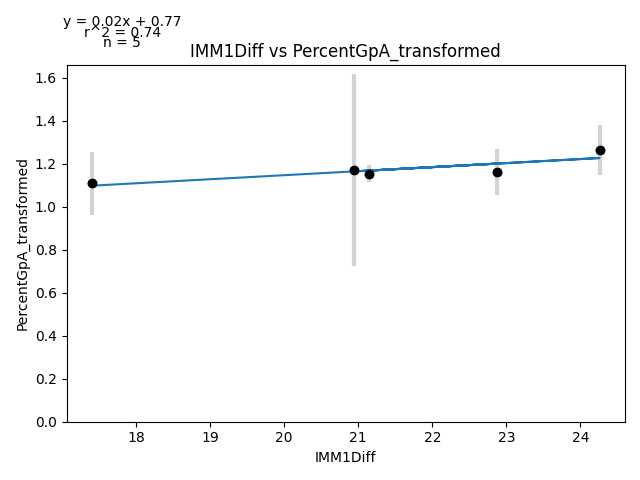 y = 0.02x + 0.77
r^2 = 0.74
n = 5
IMM1Diff vs PercentGpA_transformed
1.6
1.4
1.2
1.0
0.8
0.6
0.4
0.2
0.0
PercentGpA_transformed
18 19 20 21 22 23 24
IMM1Diff